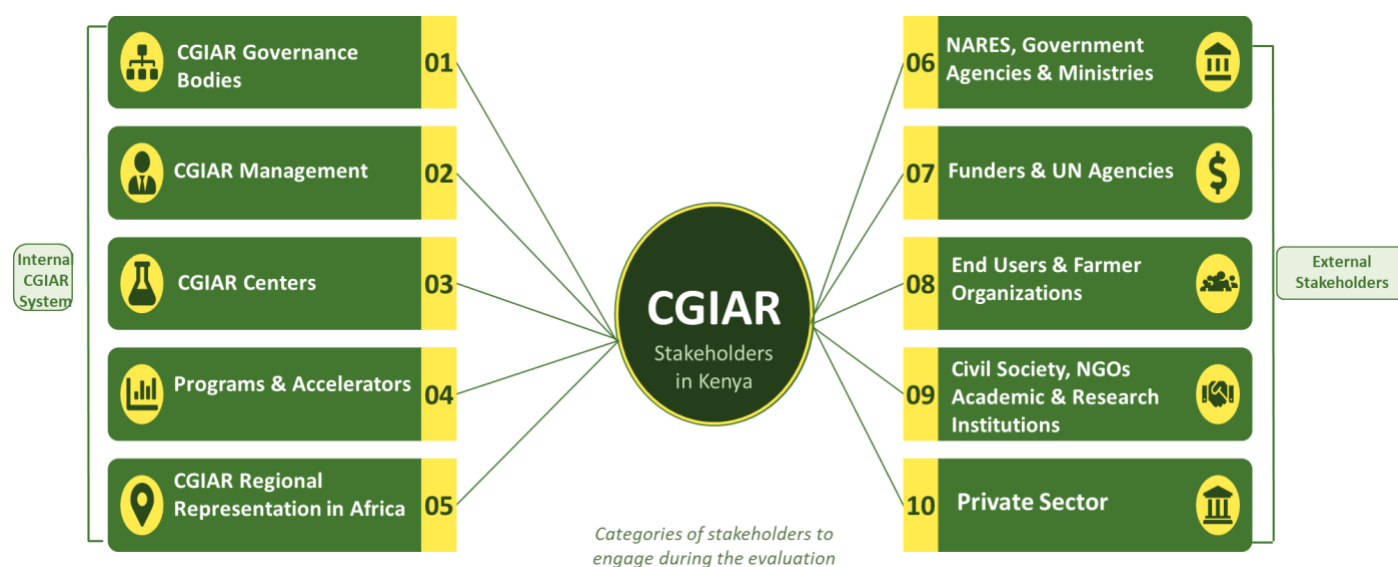 Internal
CGIAR
System
CGIAR Governance
Bodies
01
CGIAR Management
02
CGIAR Centers
03
Programs & Accelerators
04
CGIAR Regional
Representation in Africa
05
CGIAR
Stakeholders
in Kenya
Categories of stakeholders to
engage during the evaluation
06
NARES, Government
Agencies & Ministries
07
Funders & UN Agencies
$
08
End Users & Farmer
Organizations
09
Civil Society, NGOs
Academic & Research
Institutions
10
Private Sector
External
Stakeholders